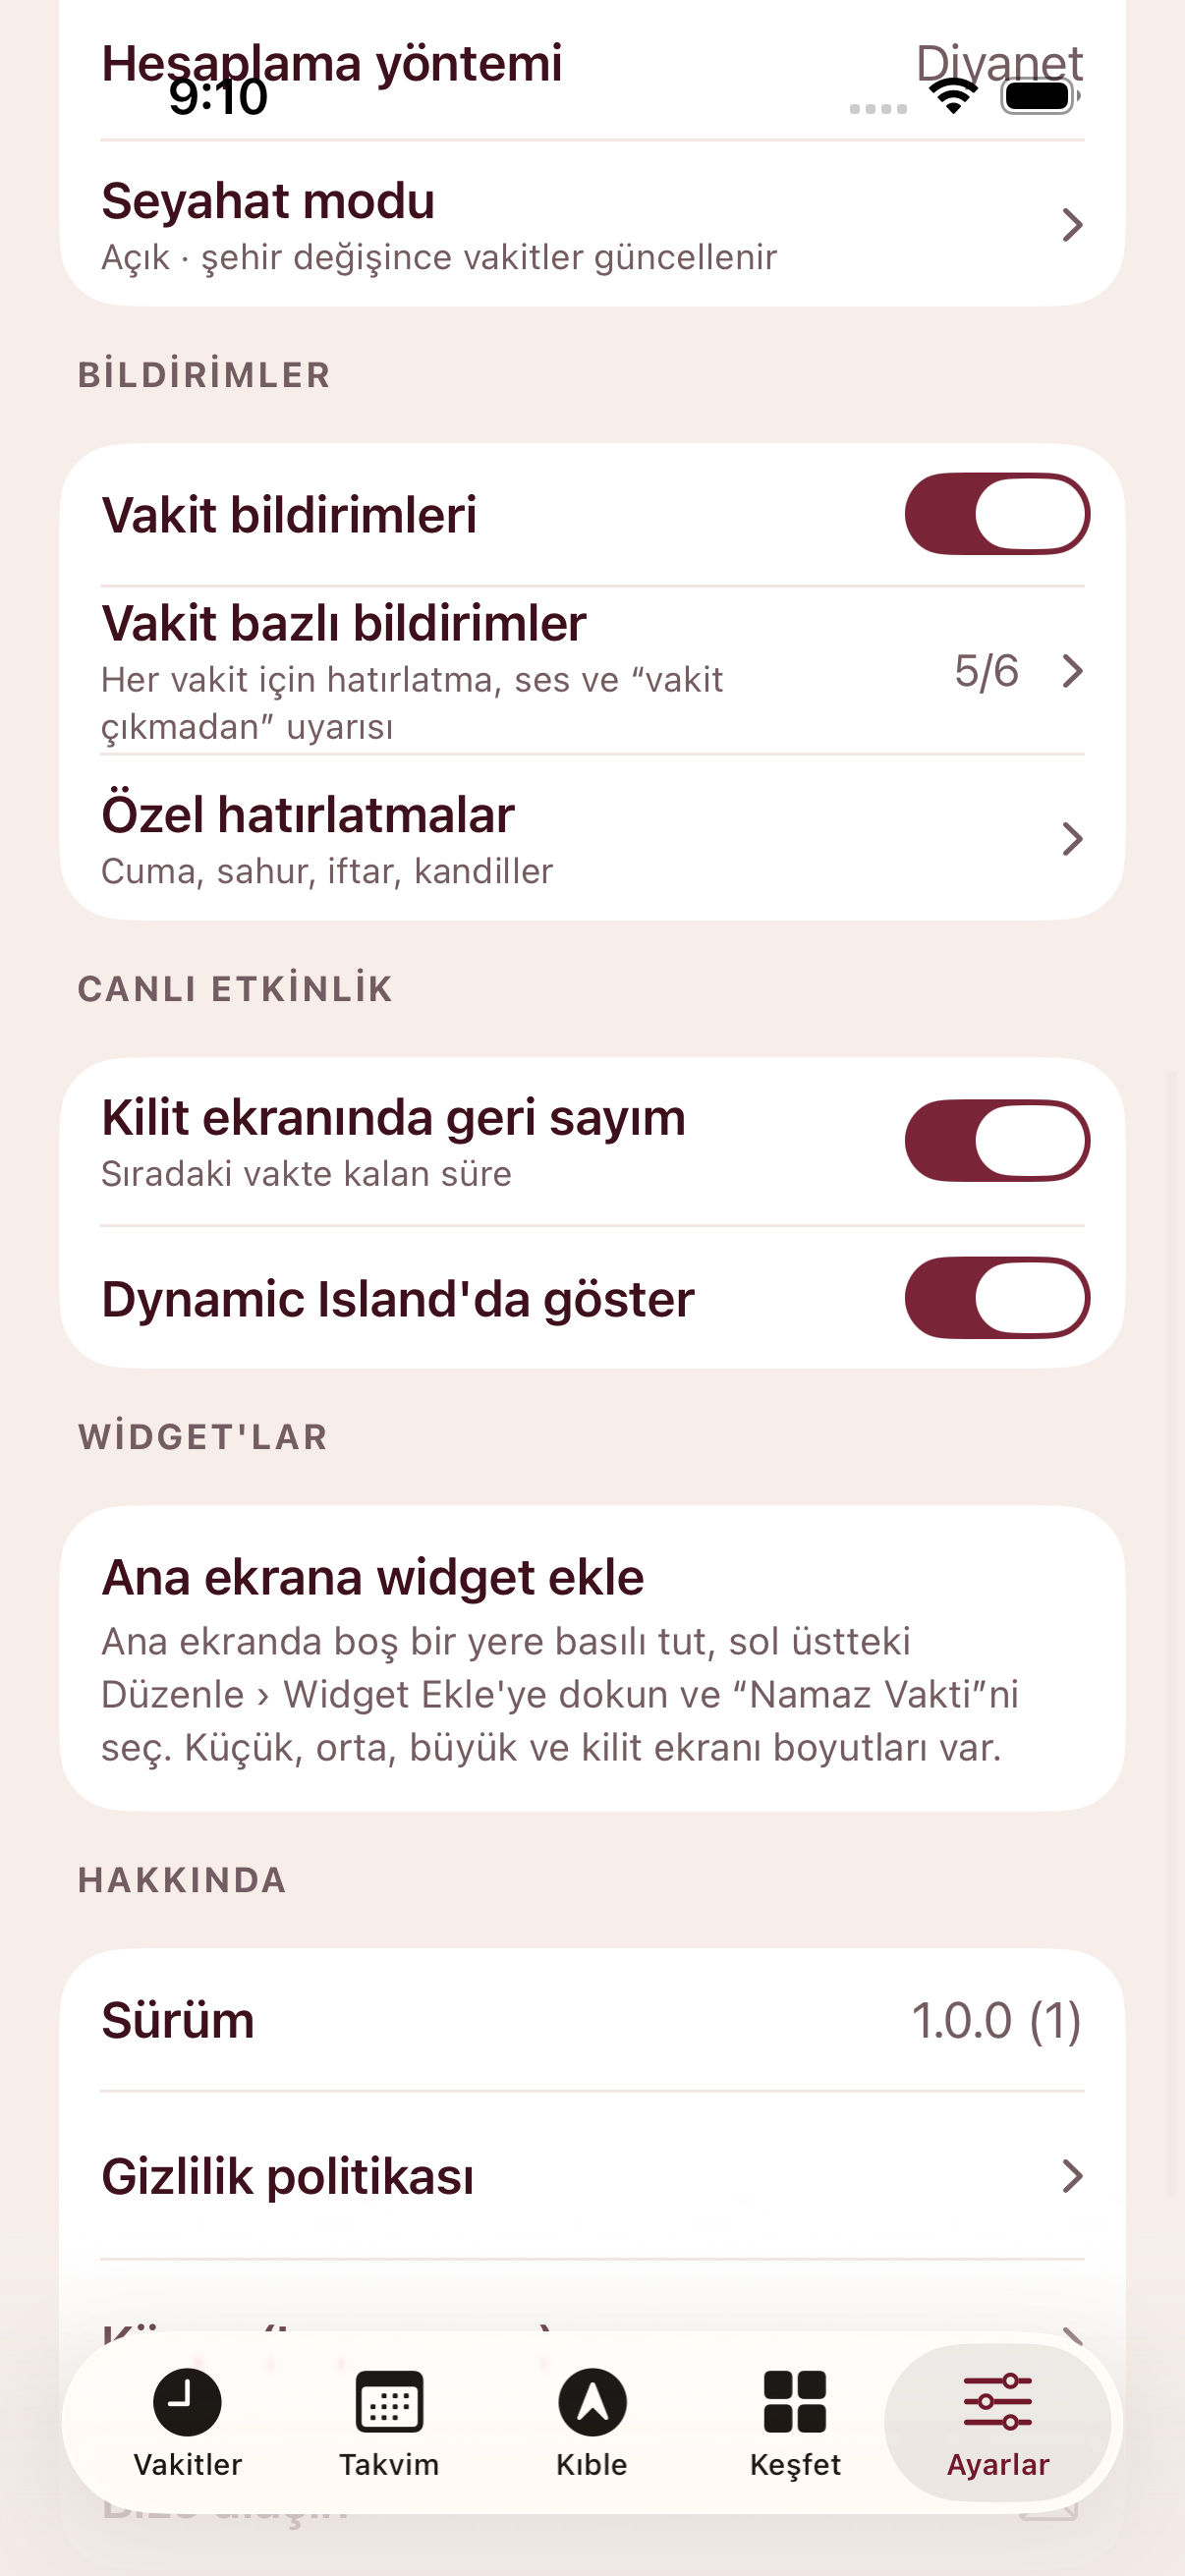 Hesaplama yöntemi
Diyanet
9:10
Seyahat modu
Açık · şehir değişince vakitler güncellenir
BİLDİRİMLER
Vakit bildirimleri
Vakit bazlı bildirimler
Her vakit için hatırlatma, ses ve “vakit
çıkmadan” uyarısı
5/6
Özel hatırlatmalar
Cuma, sahur, iftar, kandiller
CANLI ETKİNLİK
Kilit ekranında geri sayım
Sıradaki vakte kalan süre
Dynamic Island'da göster
WİDGET'LAR
Ana ekrana widget ekle
Ana ekranda boş bir yere basılı tut, sol üstteki
Düzenle › Widget Ekle'ye dokun ve “Namaz Vakti”ni
seç. Küçük, orta, büyük ve kilit ekranı boyutları var.
HAKKINDA
Sürüm
1.0.0 (1)
Gizlilik politikası
Vakitler
Takvim
Kıble
Keşfet
Ayarlar